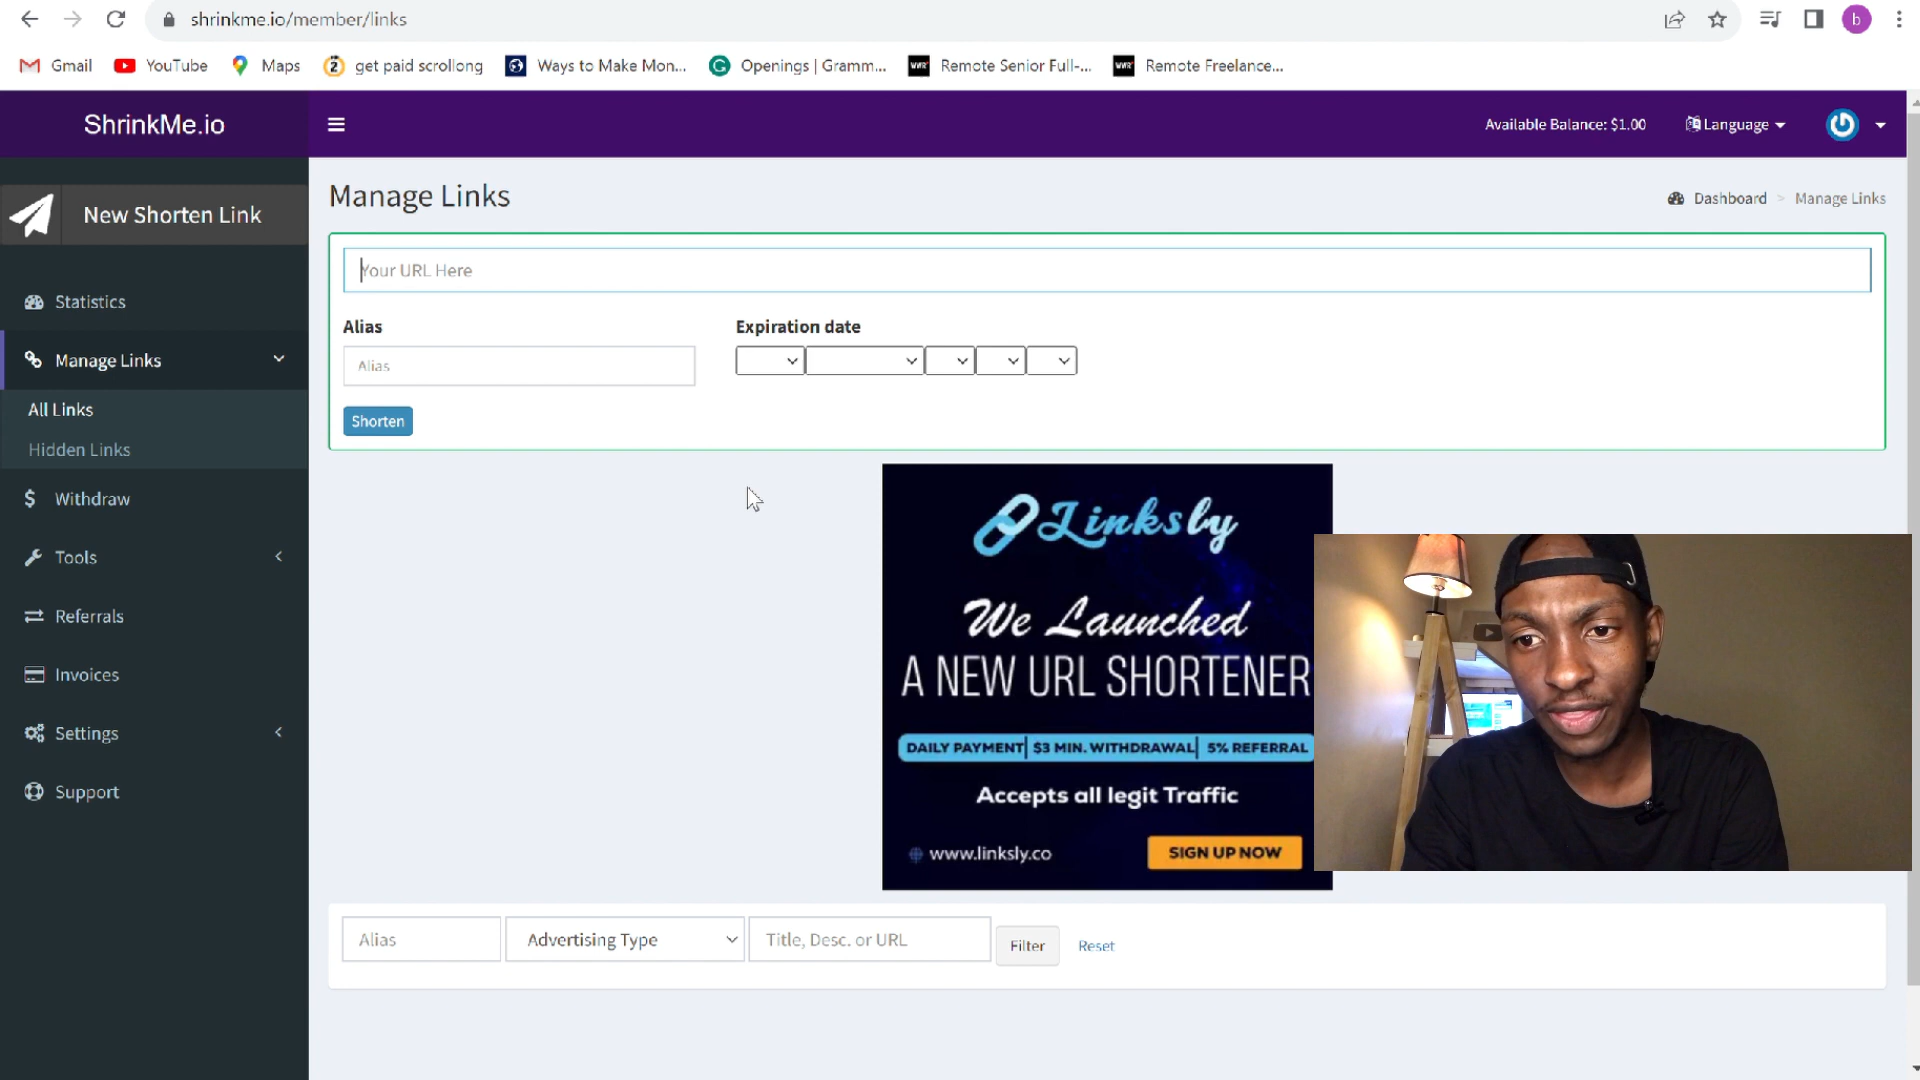 shrinkme.io/member/links
b
Gmail
YouTube
Maps
get paid scrollong
Ways to Make Mon...
Openings | Gramm...
Remote Senior Full-...
Remote Freelance...
ShrinkMe.io
Available Balance: $1.00
Language
New Shorten Link
Manage Links
Dashboard > Manage Links
Your URL Here
Statistics
Alias
Expiration date
Manage Links
Alias
All Links
Shorten
Hidden Links
Withdraw
Tools
Referrals
Invoices
Settings
Support
Linksly
We Launched
A NEW URL SHORTENER
DAILY PAYMENT| $3 MIN. WITHDRAWAL| 5% REFERRAL
Accepts all legit Traffic
www.linksly.co
SIGN UP NOW
Alias
Advertising Type
Title, Desc. or URL
Filter
Reset